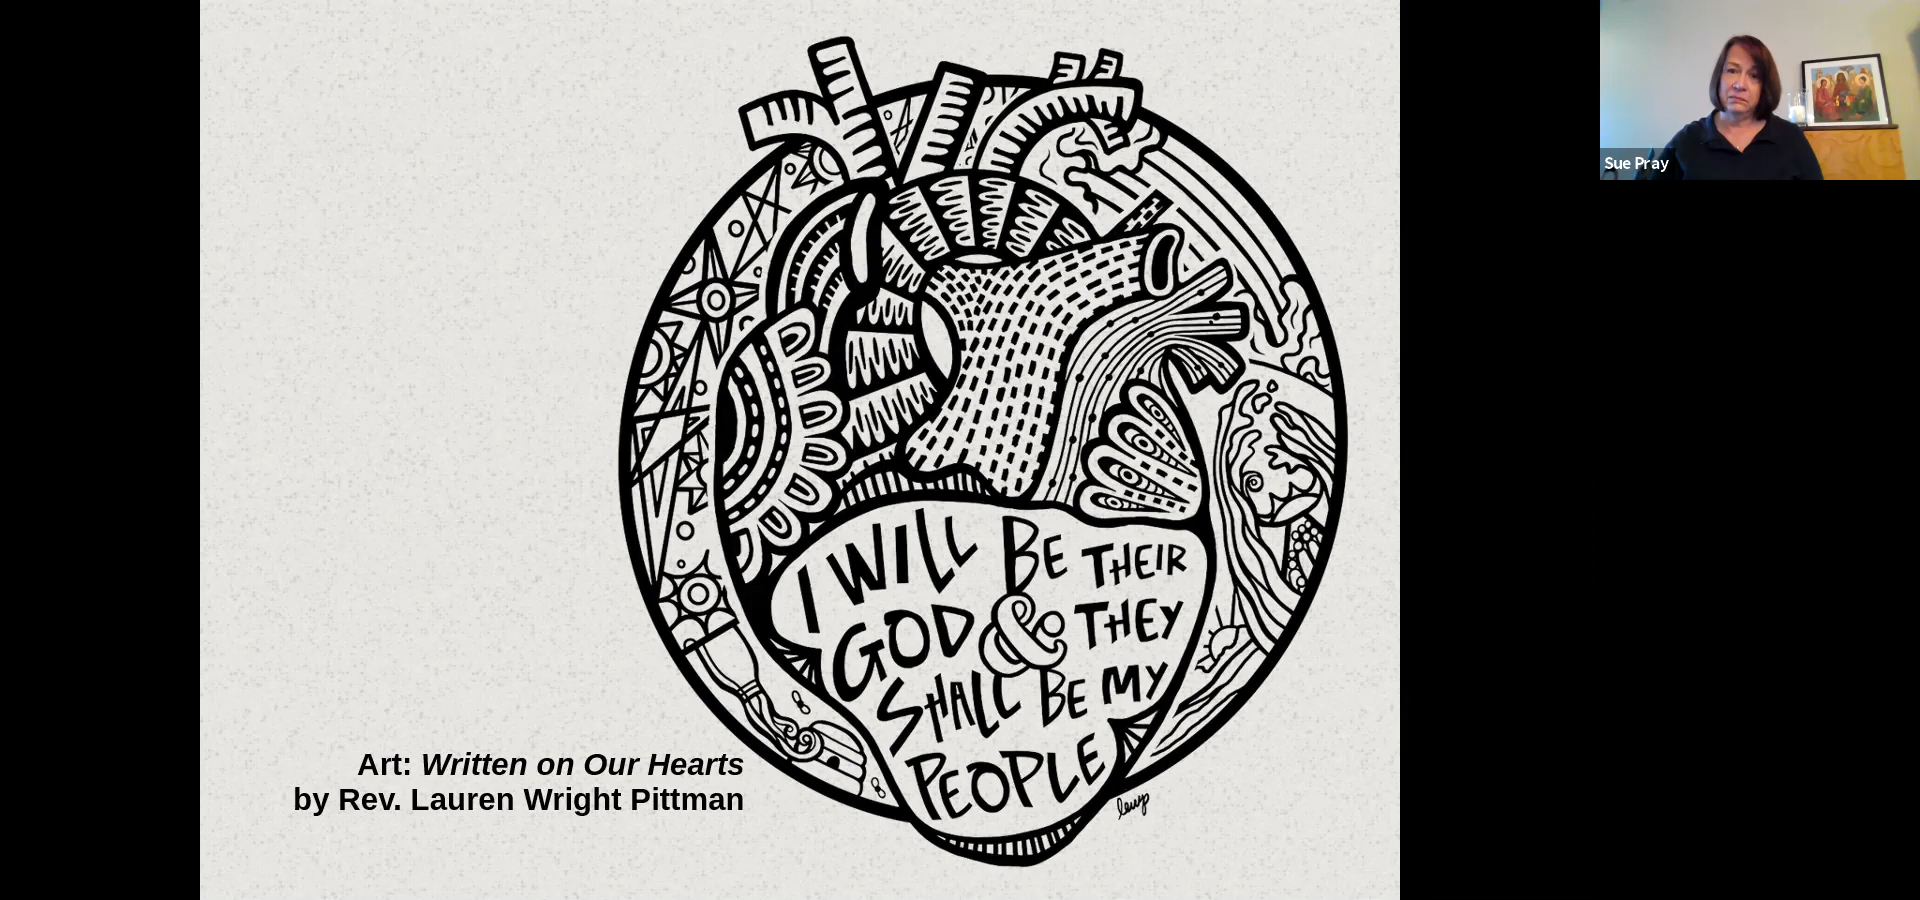 I WILL BE THEIR
GOD & THEY
SHALL BE MY
PEOPLE
lewp
Art: Written on Our Hearts
by Rev. Lauren Wright Pittman
Sue Pray